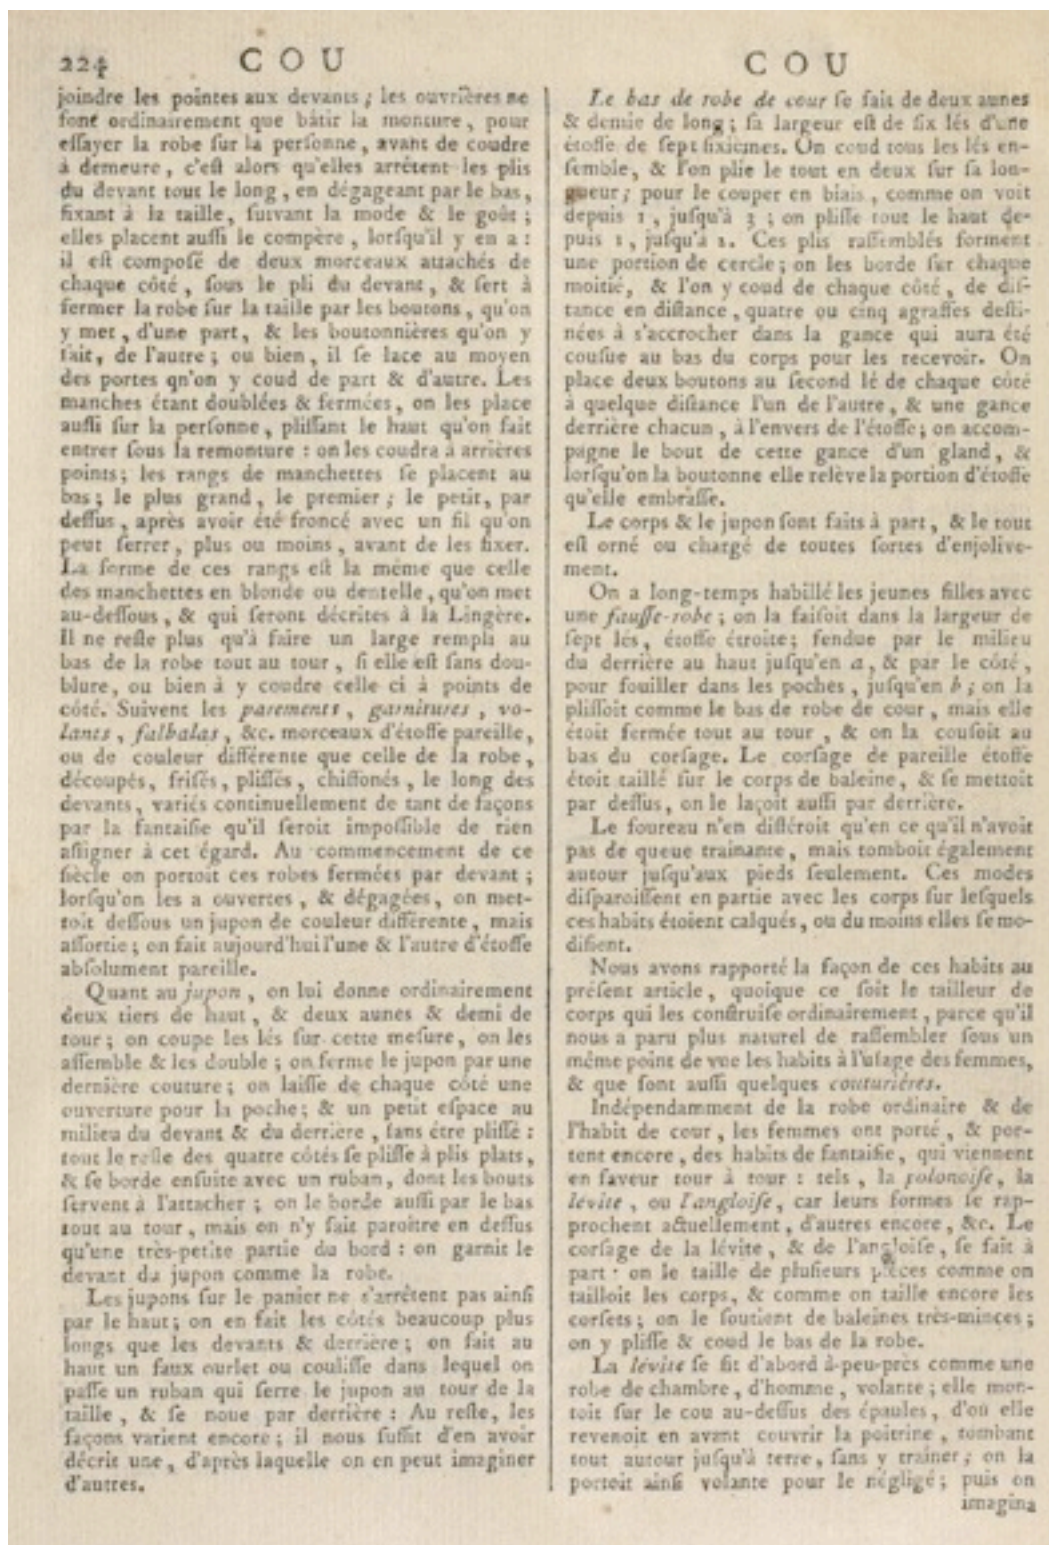 224
COU
COU
joindre les pointes aux devants ; les ouvrières ne
font ordinairement que bâtir la monture, pour
essayer la robe sur la personne, avant de coudre
à demeure, c'est alors qu'elles arrêtent les plis
du devant tout le long, en dégageant par le bas,
fixant à la taille, suivant la mode & le goût ;
elles placent aussi le compère, lorsqu'il y en a :
il est composé de deux morceaux attachés de
chaque côté, sous le pli du devant, & sert à
fermer la robe sur la taille par les boutons, qu'on
y met, d'une part, & les boutonnières qu'on y
fait, de l'autre ; ou bien, il se lace au moyen
des portes qn'on y coud de part & d'autre. Les
manches étant doublées & fermées, on les place
aussi sur la personne, plissant le haut qu'on fait
entrer sous la remonture : on les coudra à arrières
points ; les rangs de manchettes se placent au
bas ; le plus grand, le premier ; le petit, par
dessus, après avoir été froncé avec un fil qu'on
peut serrer, plus ou moins, avant de les fixer.
La forme de ces rangs est la même que celle
des manchettes en blonde ou dentelle, qu'on met
au-dessous, & qui seront décrites à la Lingère.
Il ne reste plus qu'à faire un large rempli au
bas de la robe tout au tour, si elle est sans dou-
blure, ou bien à y coudre celle ci à points de
côté. Suivent les parements, garnitures, vo-
lants, falbalas, &c. morceaux d'étoffe pareille,
ou de couleur différente que celle de la robe,
découpés, frisés, plissés, chiffonés, le long des
devants, variés continuellement de tant de façons
par la fantaisie qu'il seroit impossible de rien
assigner à cet égard. Au commencement de ce
siècle on portoit ces robes fermées par devant ;
lorsqu'on les a ouvertes, & dégagées, on met-
toit dessous un jupon de couleur différente, mais
assortie ; on fait aujourd'hui l'une & l'autre d'étoffe
absolument pareille.
Quant au jupon, on lui donne ordinairement
deux tiers de haut, & deux aunes & demi de
tour ; on coupe les lés sur cette mesure, on les
assemble & les double ; on ferme le jupon par une
dernière couture ; on laisse de chaque côté une
ouverture pour la poche ; & un petit espace au
milieu du devant & du derrière, sans être plissé :
tout le reste des quatre côtés se plisse à plis plats,
& se borde ensuite avec un ruban, dont les bouts
servent à l'attacher ; on le borde aussi par le bas
tout au tour, mais on n'y fait paroître en dessus
qu'une très-petite partie du bord : on garnit le
devant du jupon comme la robe.
Les jupons sur le panier ne s'arrêtent pas ainsi
par le haut ; on en fait les côtés beaucoup plus
longs que les devants & derrière ; on fait au
haut un faux ourlet ou coulisse dans lequel on
passe un ruban qui serre le jupon au tour de la
taille, & se noue par derrière : Au reste, les
façons varient encore ; il nous suffit d'en avoir
décrit une, d'après laquelle on en peut imaginer
d'autres.
Le bas de robe de cour se fait de deux aunes
& demie de long ; sa largeur est de six lés d'une
étoffe de sept sixièmes. On coud tous les lés en-
semble, & l'on plie le tout en deux sur sa lon-
gueur ; pour le couper en biais, comme on voit
depuis 1, jusqu'à 3 ; on plisse tout le haut de-
puis 1, jusqu'à 2. Ces plis rassemblés forment
une portion de cercle ; on les borde sur chaque
moitié, & l'on y coud de chaque côté, de dis-
tance en distance, quatre ou cinq agraffes desti-
nées à s'accrocher dans la gance qui aura été
cousue au bas du corps pour les recevoir. On
place deux boutons au second lé de chaque côté
à quelque distance l'un de l'autre, & une gance
derrière chacun, à l'envers de l'étoffe ; on accom-
pagne le bout de cette gance d'un gland, &
lorsqu'on la boutonne elle relève la portion d'étoffe
qu'elle embrasse.
Le corps & le jupon sont faits à part, & le tout
est orné ou chargé de toutes sortes d'enjolive-
ment.
On a long-temps habillé les jeunes filles avec
une fausse-robe ; on la faisoit dans la largeur de
sept lés, étoffe étroite ; fendue par le milieu
du derrière au haut jusqu'en a, & par le côté,
pour fouiller dans les poches, jusqu'en b ; on la
plissoit comme le bas de robe de cour, mais elle
étoit fermée tout au tour, & on la cousoit au
bas du corsage. Le corsage de pareille étoffe
étoit taillé sur le corps de baleine, & se mettoit
par dessus, on le laçoit aussi par derrière.
Le foureau n'en différoit qu'en ce qu'il n'avoit
pas de queue trainante, mais tomboit également
autour jusqu'aux pieds seulement. Ces modes
disparoissent en partie avec les corps sur lesquels
ces habits étoient calqués, ou du moins elles se mo-
difient.
Nous avons rapporté la façon de ces habits au
présent article, quoique ce soit le tailleur de
corps qui les construise ordinairement, parce qu'il
nous a paru plus naturel de rassembler sous un
même point de vue les habits à l'usage des femmes,
& que font aussi quelques couturières.
Indépendamment de la robe ordinaire & de
l'habit de cour, les femmes ont porté, & por-
tent encore, des habits de fantaisie, qui viennent
en faveur tour à tour : tels, la polonoise, la
lévite, ou l'angloise, car leurs formes se rap-
prochent actuellement, d'autres encore, &c. Le
corsage de la lévite, & de l'angloise, se fait à
part : on le taille de plusieurs pièces comme on
tailloit les corps, & comme on taille encore les
corsets ; on le soutient de baleines très-minces ;
on y plisse & coud le bas de la robe.
La lévite se fit d'abord à-peu-près comme une
robe de chambre, d'homme, volante ; elle mon-
toit sur le cou au-dessus des épaules, d'où elle
revenoit en avant couvrir la poitrine, tombant
tout autour jusqu'à terre, sans y trainer ; on la
portoit ainsi volante pour le négligé ; puis on
imagina